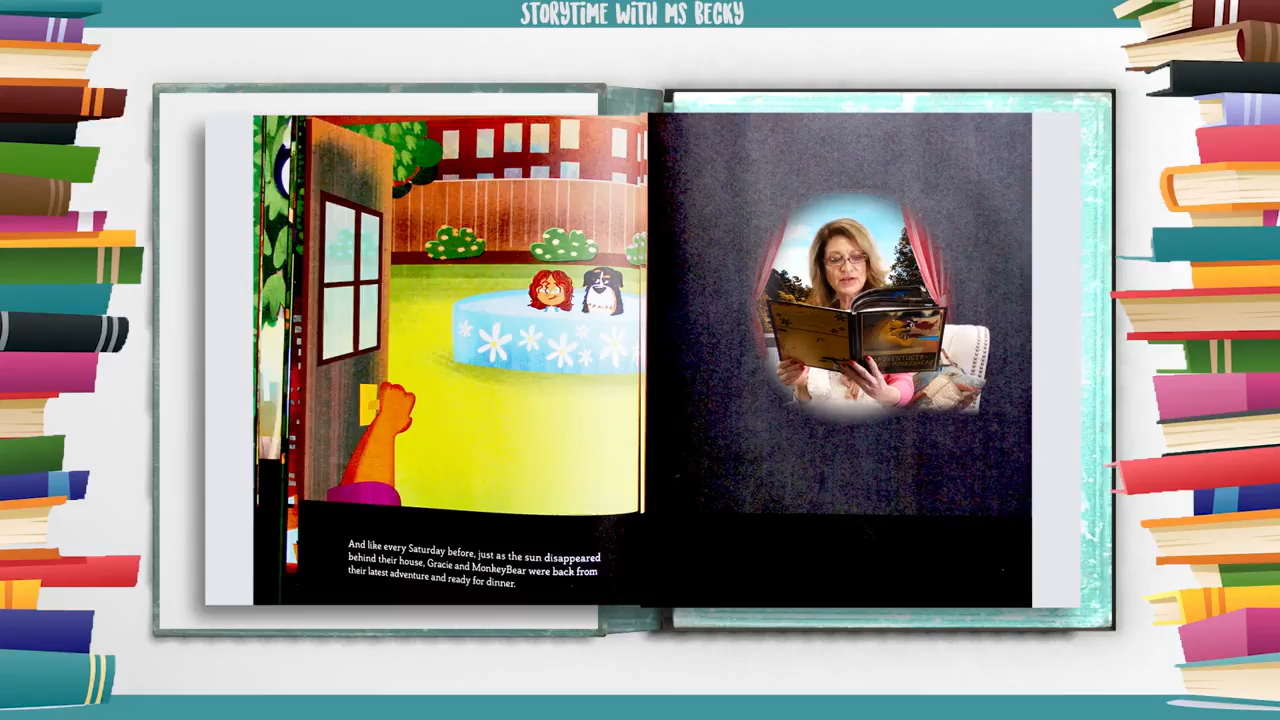 STORYTIME WITH MS BECKY
And like every Saturday before, just as the sun disappeared
behind their house, Gracie and MonkeyBear were back from
their latest adventure and ready for dinner.